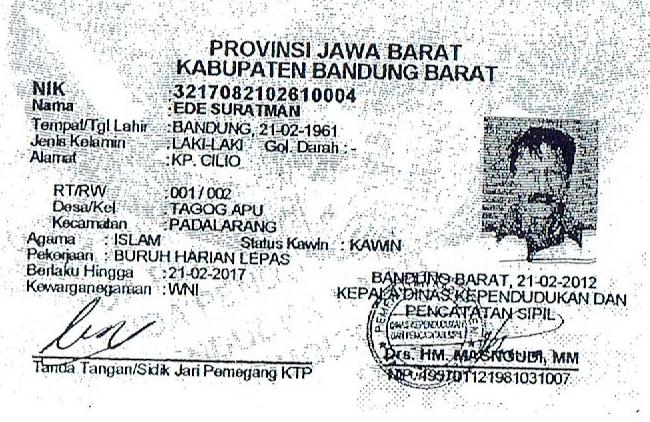 PROVINSI JAWA BARAT
KABUPATEN BANDUNG BARAT
NIK : 3217082102610004
Nama : EDE SURATMAN
Tempat/Tgl Lahir : BANDUNG, 21-02-1961
Jenis Kelamin : LAKI-LAKI Gol. Darah : -
Alamat : KP. CILIO
RT/RW : 001 / 002
Desa/Kel : TAGOG APU
Kecamatan : PADALARANG
Agama : ISLAM Status Kawin : KAWIN
Pekerjaan : BURUH HARIAN LEPAS
Berlaku Hingga : 21-02-2017
Kewarganegaraan : WNI
BANDUNG BARAT, 21-02-2012
KEPALA DINAS KEPENDUDUKAN DAN
PENCATATAN SIPIL
DINAS KEPENDUDUKAN
DAN PENCATATAN SIPIL
Drs. HM. MASNGUDI, MM
Tanda Tangan/Sidik Jari Pemegang KTP